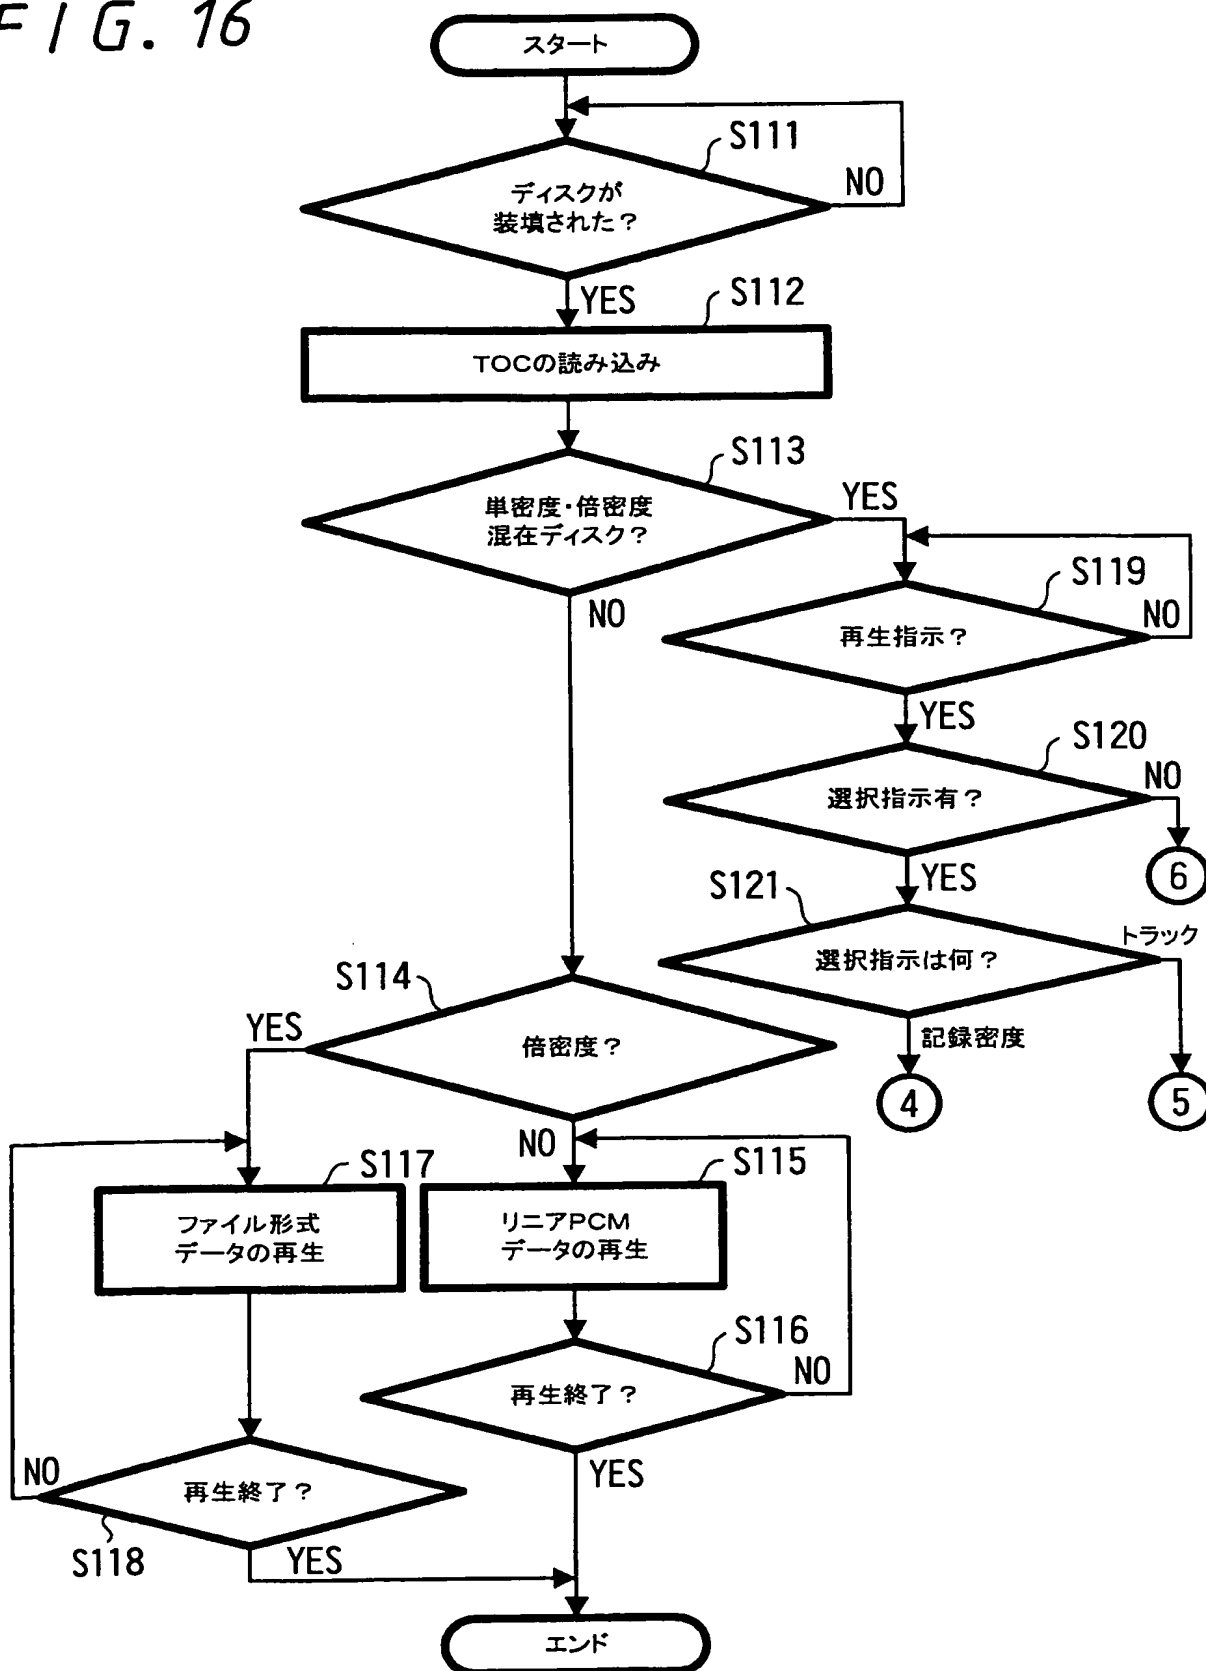 FIG. 16
スタート
S111
ディスクが
装填された？
NO
YES
S112
TOCの読み込み
S113
単密度・倍密度
混在ディスク？
YES
NO
S119
再生指示？
NO
YES
S120
選択指示有？
NO
6
YES
S121
選択指示は何？
トラック
記録密度
4
5
S114
倍密度？
YES
NO
S117
ファイル形式
データの再生
S115
リニアPCM
データの再生
S116
再生終了？
NO
YES
再生終了？
NO
S118
YES
エンド